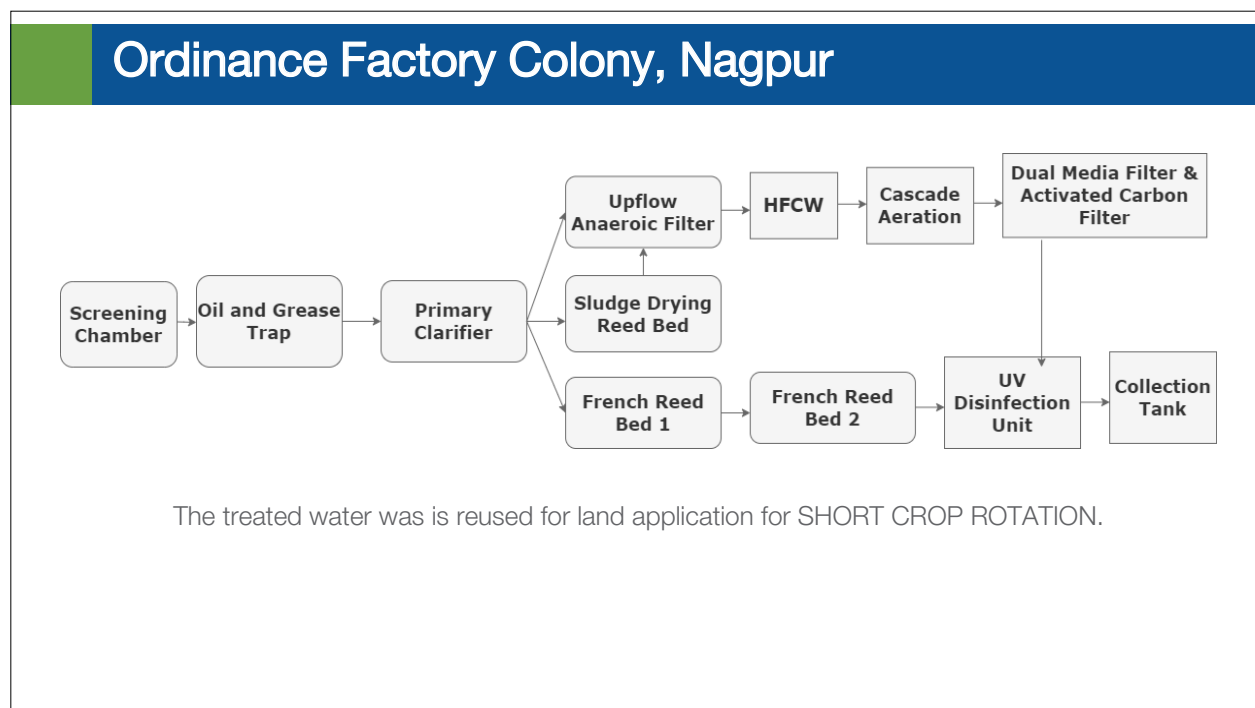 Ordinance Factory Colony, Nagpur
Screening
Chamber
Oil and Grease
Trap
Primary
Clarifier
Upflow
Anaeroic Filter
HFCW
Cascade
Aeration
Dual Media Filter &
Activated Carbon
Filter
Sludge Drying
Reed Bed
French Reed
Bed 1
French Reed
Bed 2
UV
Disinfection
Unit
Collection
Tank
The treated water was is reused for land application for SHORT CROP ROTATION.